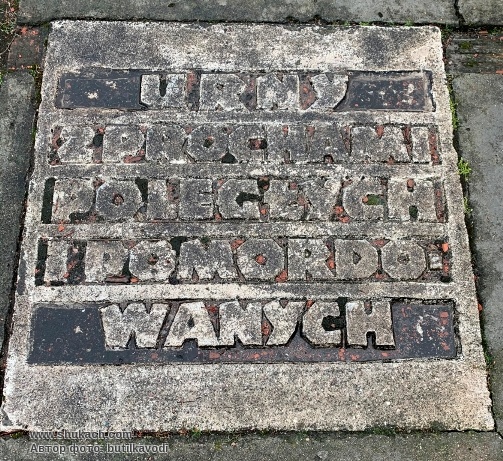 URNY
Z PROCHAMI
POLEGŁYCH
I POMORDO-
WANYCH
www.shukach.com
Автор фото: butilkavodi